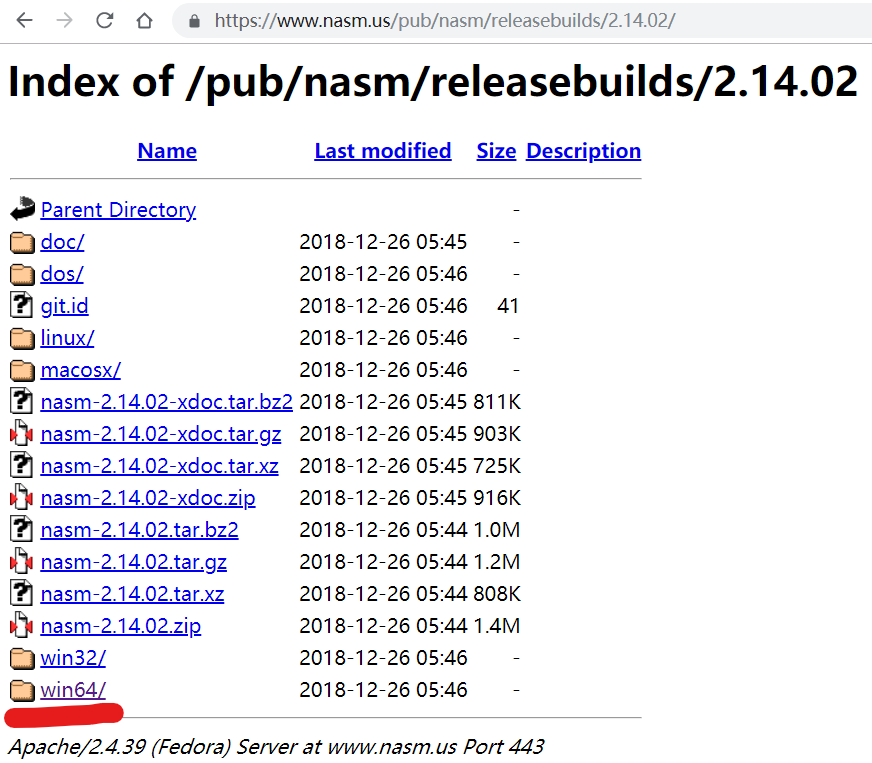 https://www.nasm.us/pub/nasm/releasebuilds/2.14.02/
Index of /pub/nasm/releasebuilds/2.14.02
Name Last modified Size Description
Parent Directory -
doc/ 2018-12-26 05:45 -
dos/ 2018-12-26 05:46 -
git.id 2018-12-26 05:46 41
linux/ 2018-12-26 05:46 -
macosx/ 2018-12-26 05:46 -
nasm-2.14.02-xdoc.tar.bz2 2018-12-26 05:45 811K
nasm-2.14.02-xdoc.tar.gz 2018-12-26 05:45 903K
nasm-2.14.02-xdoc.tar.xz 2018-12-26 05:45 725K
nasm-2.14.02-xdoc.zip 2018-12-26 05:45 916K
nasm-2.14.02.tar.bz2 2018-12-26 05:44 1.0M
nasm-2.14.02.tar.gz 2018-12-26 05:44 1.2M
nasm-2.14.02.tar.xz 2018-12-26 05:44 808K
nasm-2.14.02.zip 2018-12-26 05:44 1.4M
win32/ 2018-12-26 05:46 -
win64/ 2018-12-26 05:46 -
Apache/2.4.39 (Fedora) Server at www.nasm.us Port 443